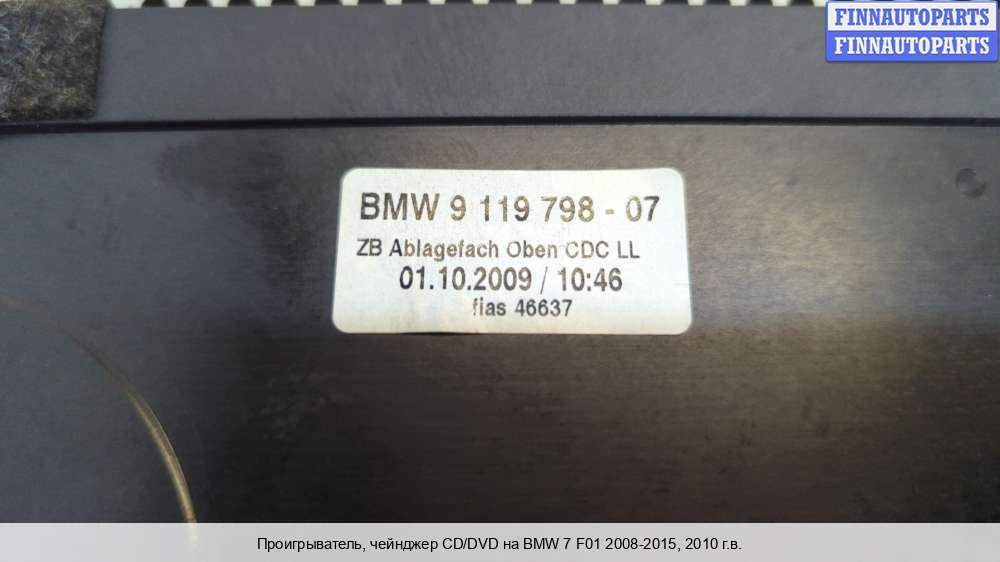 FINNAUTOPARTS
FINNAUTOPARTS
BMW 9 119 798 - 07
ZB Ablagefach Oben CDC LL
01.10.2009 / 10:46
fias 46637
Проигрыватель, чейнджер CD/DVD на BMW 7 F01 2008-2015, 2010 г.в.